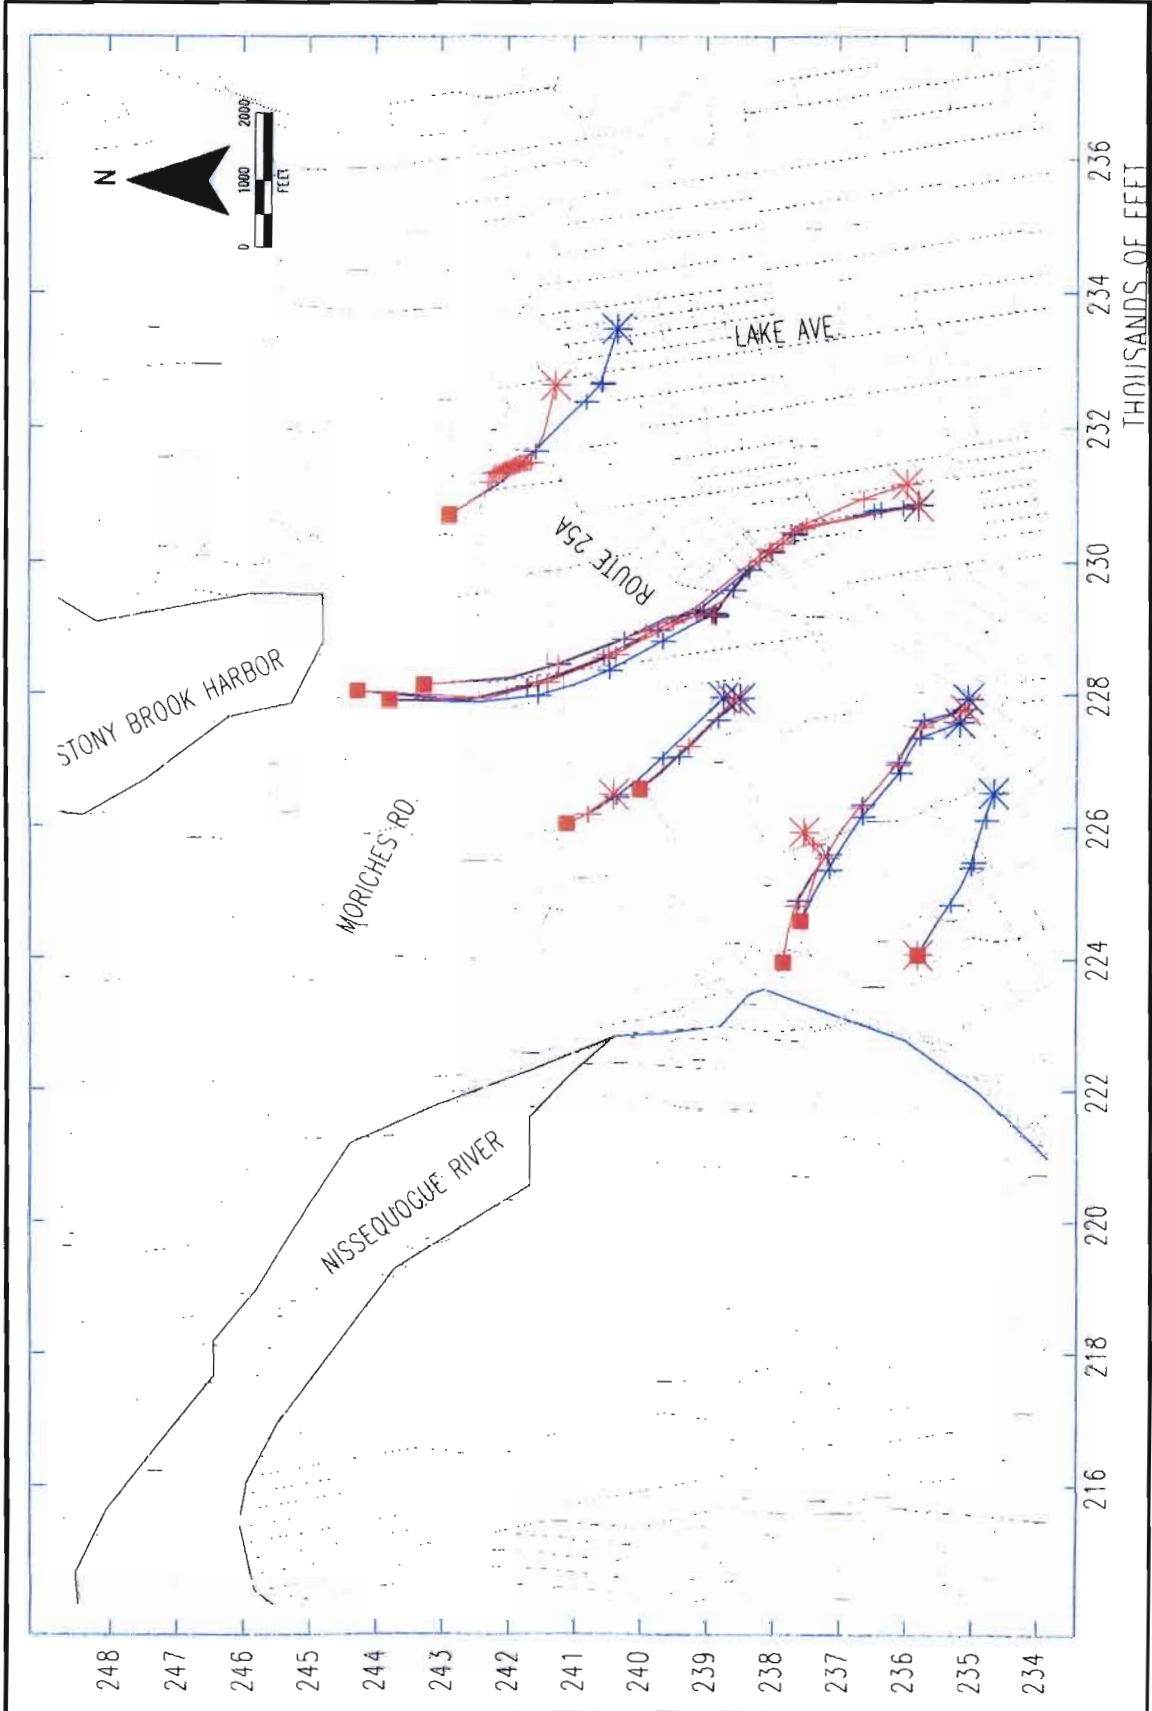 N
0 1000 2000
FEET
STONY BROOK HARBOR
MORICHES RD.
ROUTE 25A
LAKE AVE.
NISSEQUOGUE RIVER
248
247
246
245
244
243
242
241
240
239
238
237
236
235
234
216
218
220
222
224
226
228
230
232
234
236
THOUSANDS OF FEET